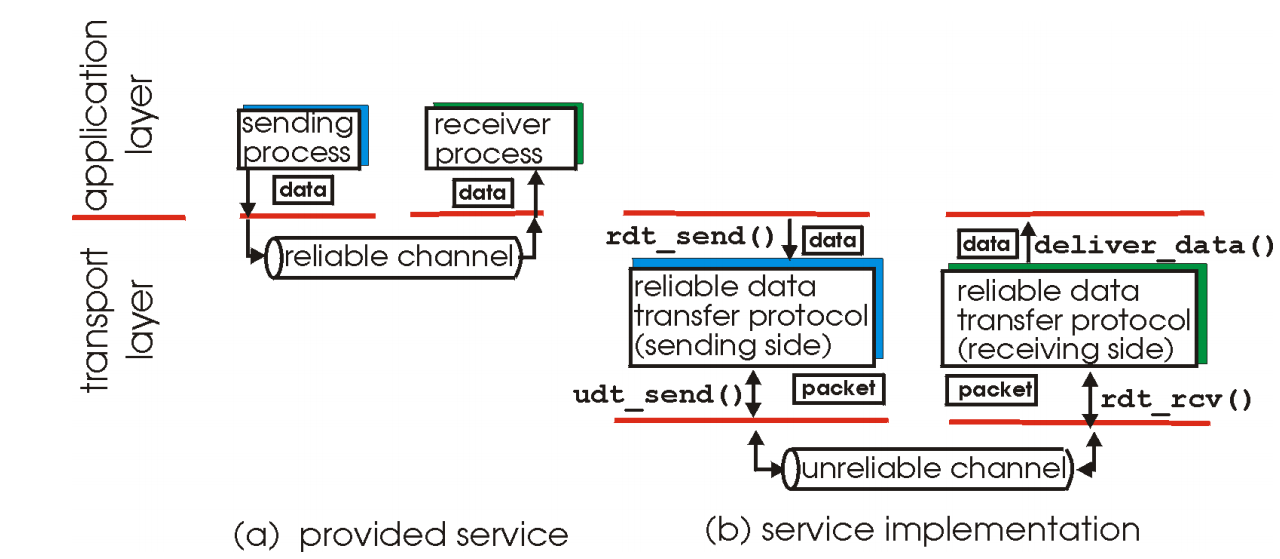 application
layer
transport
layer
sending
process
data
receiver
process
data
reliable channel
(a) provided service
rdt_send()
data
reliable data
transfer protocol
(sending side)
udt_send()
packet
data
deliver_data()
reliable data
transfer protocol
(receiving side)
packet
rdt_rcv()
unreliable channel
(b) service implementation